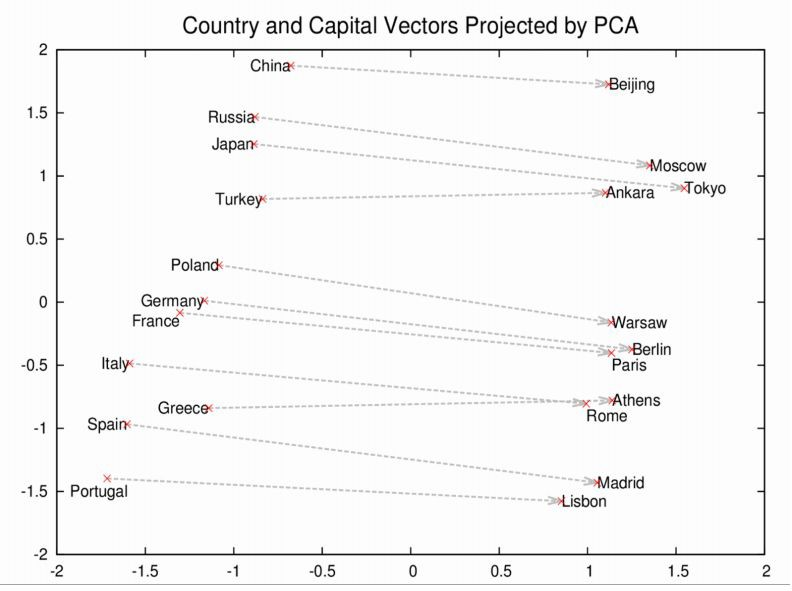 Country and Capital Vectors Projected by PCA
2
China
Beijing
1.5
Russia
Japan
Moscow
1
Tokyo
Ankara
Turkey
0.5
Poland
0
Germany
France
Warsaw
Berlin
-0.5
Italy
Paris
Athens
Greece
Rome
-1
Spain
Madrid
-1.5
Portugal
Lisbon
-2
-2 -1.5 -1 -0.5 0 0.5 1 1.5 2